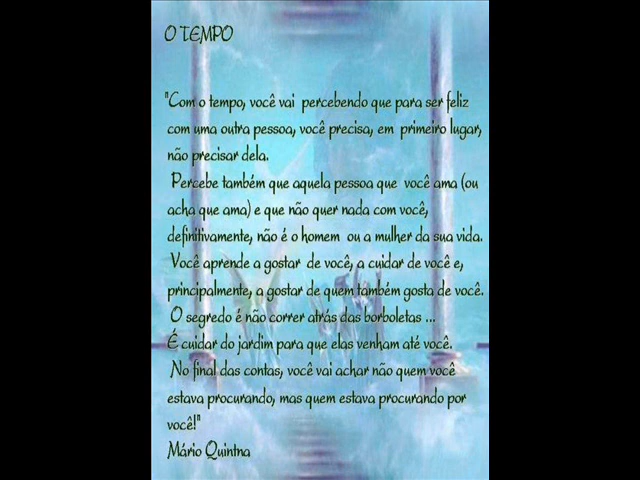 O TEMPO
"Com o tempo, você vai percebendo que para ser feliz
com uma outra pessoa, você precisa, em primeiro lugar,
não precisar dela.
Percebe também que aquela pessoa que você ama (ou
acha que ama) e que não quer nada com você,
definitivamente, não é o homem ou a mulher da sua vida.
Você aprende a gostar de você, a cuidar de você e,
principalmente, a gostar de quem também gosta de você.
O segredo é não correr atrás das borboletas ...
É cuidar do jardim para que elas venham até você.
No final das contas, você vai achar não quem você
estava procurando, mas quem estava procurando por
você!"
Mário Quintna